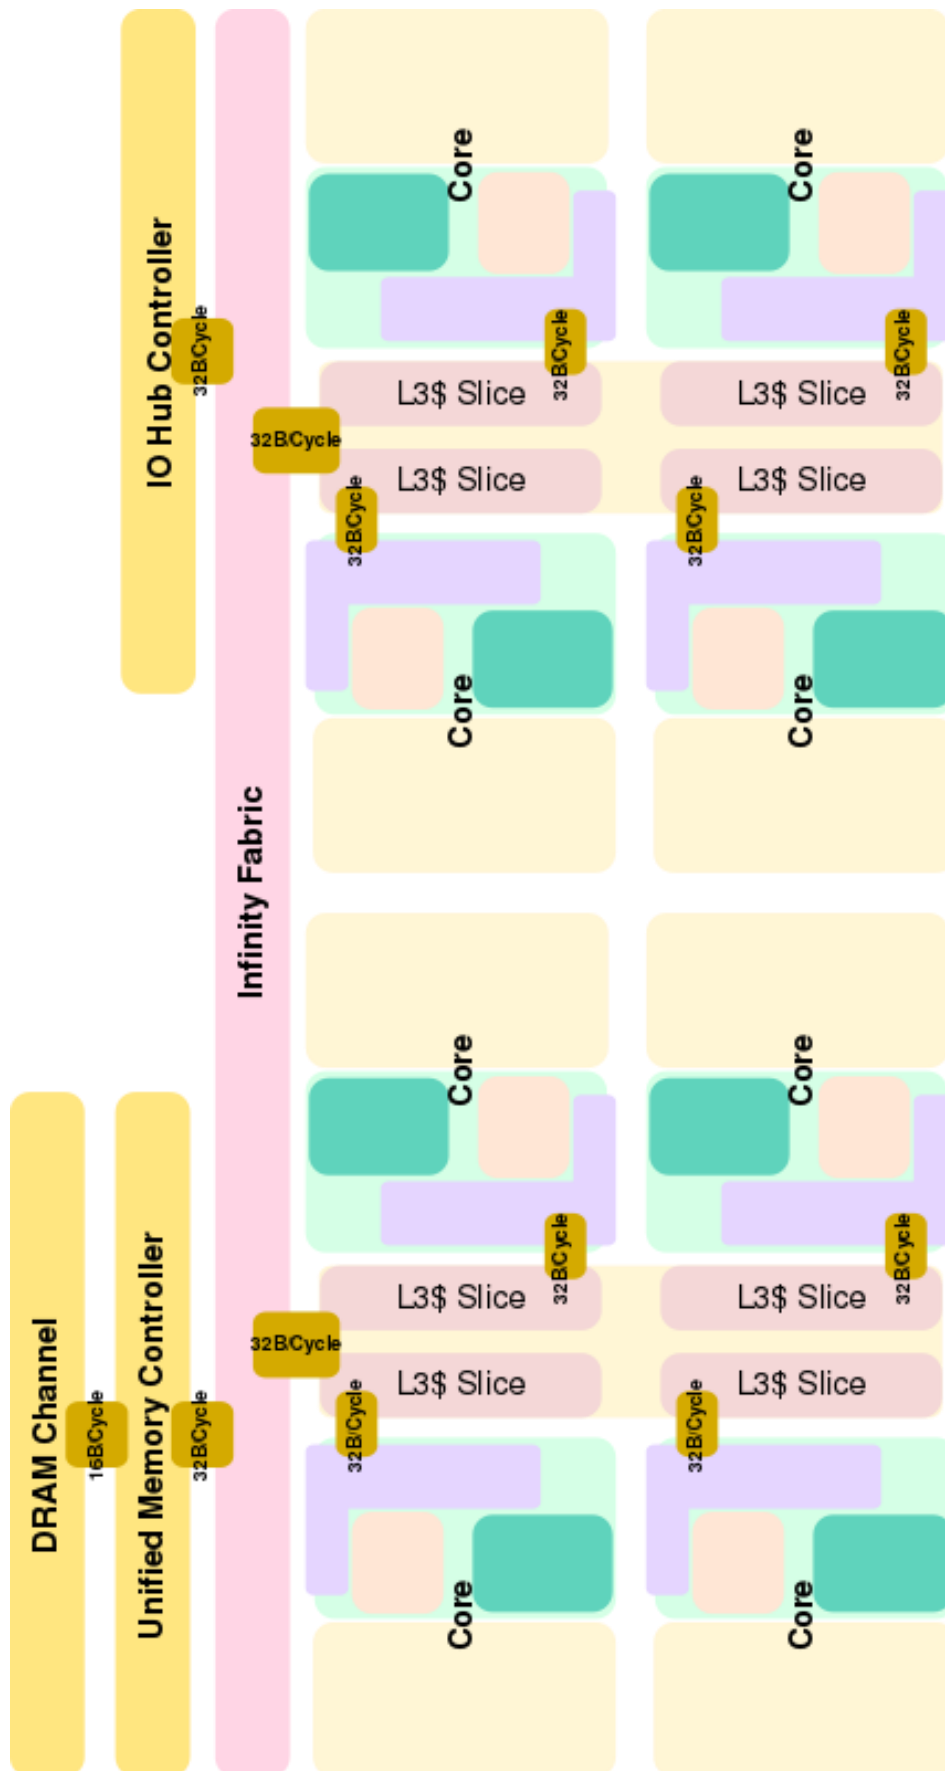 Core
Core
IO Hub Controller
32B/Cycle
32B/Cycle
32B/Cycle
L3$ Slice
L3$ Slice
32B/Cycle
L3$ Slice
L3$ Slice
32B/Cycle
32B/Cycle
Core
Core
Infinity Fabric
Core
Core
32B/Cycle
32B/Cycle
L3$ Slice
L3$ Slice
32B/Cycle
L3$ Slice
L3$ Slice
32B/Cycle
32B/Cycle
DRAM Channel
16B/Cycle
Unified Memory Controller
32B/Cycle
Core
Core